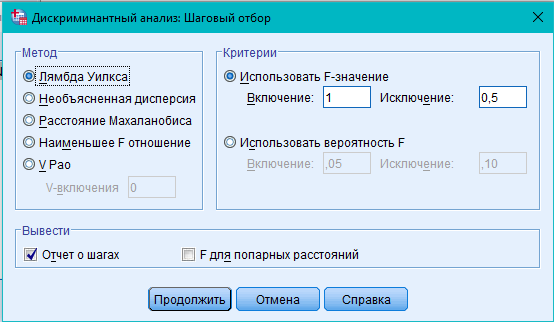 Дискриминантный анализ: Шаговый отбор
Метод
Лямбда Уилкса
Необъясненная дисперсия
Расстояние Махаланобиса
Наименьшее F отношение
V Рао
V-включения 0
Критерии
Использовать F-значение
Включение: 1 Исключение: 0,5
Использовать вероятность F
Включение: ,05 Исключение: ,10
Вывести
Отчет о шагах F для попарных расстояний
Продолжить Отмена Справка